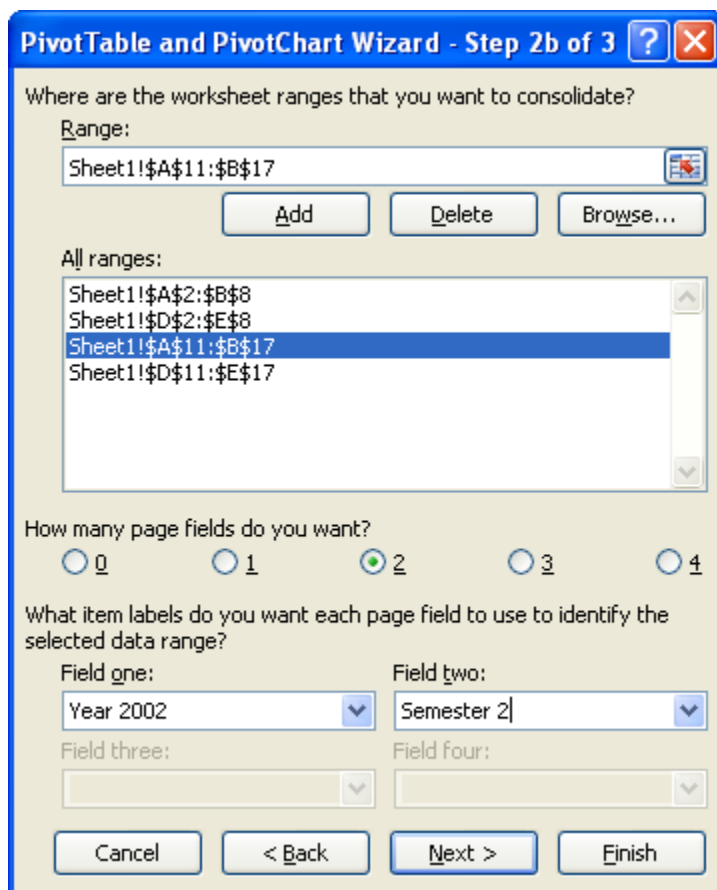 PivotTable and PivotChart Wizard - Step 2b of 3
Where are the worksheet ranges that you want to consolidate?
Range:
Sheet1!$A$11:$B$17
Add Delete Browse...
All ranges:
Sheet1!$A$2:$B$8
Sheet1!$D$2:$E$8
Sheet1!$A$11:$B$17
Sheet1!$D$11:$E$17
How many page fields do you want?
0 1 2 3 4
What item labels do you want each page field to use to identify the
selected data range?
Field one: Field two:
Year 2002 Semester 2
Field three: Field four:
Cancel < Back Next > Finish